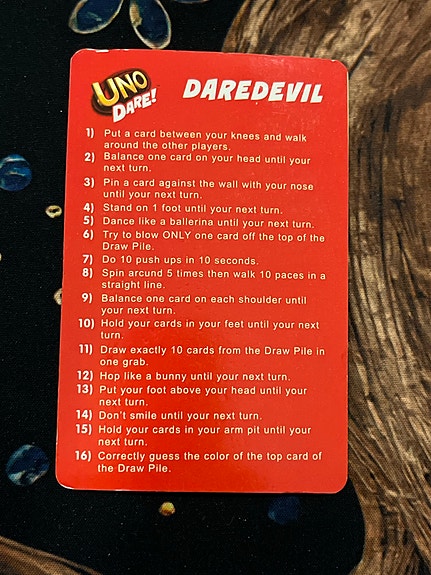 UNO
DARE!
DAREDEVIL
1) Put a card between your knees and walk
around the other players.
2) Balance one card on your head until your
next turn.
3) Pin a card against the wall with your nose
until your next turn.
4) Stand on 1 foot until your next turn.
5) Dance like a ballerina until your next turn.
6) Try to blow ONLY one card off the top of the
Draw Pile.
7) Do 10 push ups in 10 seconds.
8) Spin around 5 times then walk 10 paces in a
straight line.
9) Balance one card on each shoulder until
your next turn.
10) Hold your cards in your feet until your next
turn.
11) Draw exactly 10 cards from the Draw Pile in
one grab.
12) Hop like a bunny until your next turn.
13) Put your foot above your head until your
next turn.
14) Don't smile until your next turn.
15) Hold your cards in your arm pit until your
next turn.
16) Correctly guess the color of the top card of
the Draw Pile.